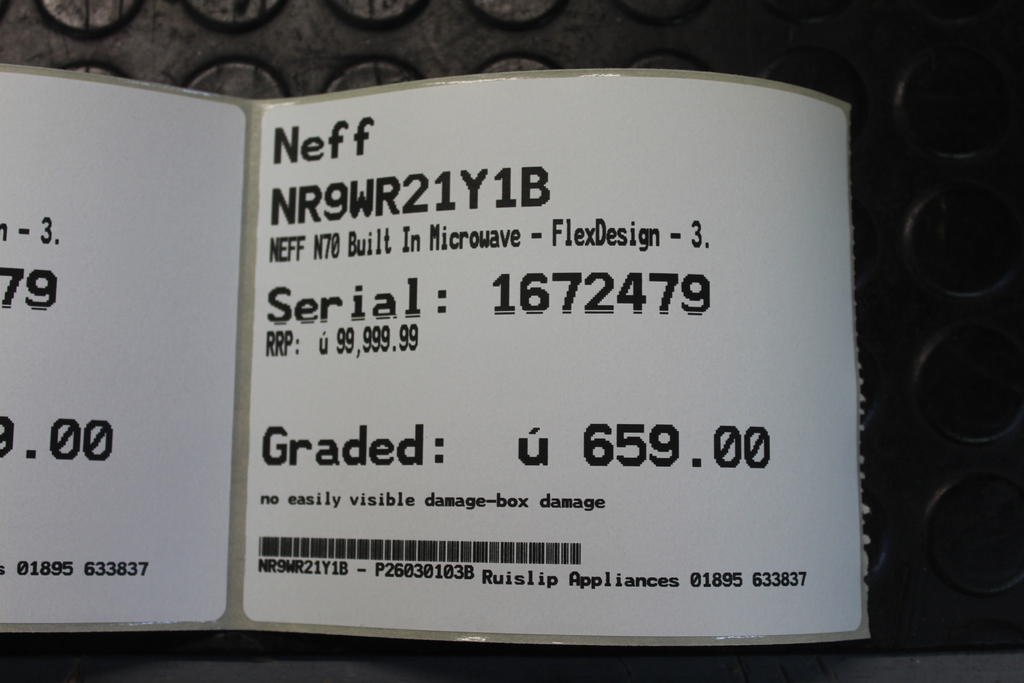 Neff
NR9WR21Y1B
NEFF N70 Built In Microwave - FlexDesign - 3.
Serial: 1672479
RRP: ú 99,999.99
Graded: ú 659.00
no easily visible damage-box damage
NR9WR21Y1B - P26030103B Ruislip Appliances 01895 633837
- 3.
79
.00
01895 633837